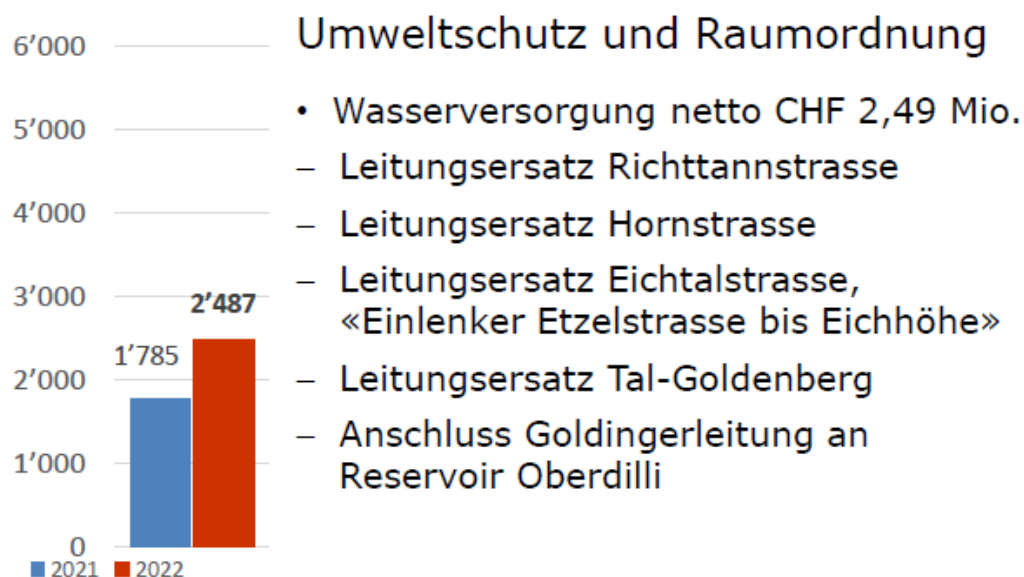 Umweltschutz und Raumordnung
• Wasserversorgung netto CHF 2,49 Mio.
– Leitungsersatz Richttannstrasse
– Leitungsersatz Hornstrasse
– Leitungsersatz Eichtalstrasse,
«Einlenker Etzelstrasse bis Eichhöhe»
– Leitungsersatz Tal-Goldenberg
– Anschluss Goldingerleitung an
Reservoir Oberdilli
6’000
5’000
4’000
3’000
2’000
1’000
0
1’785
2’487
2021 2022